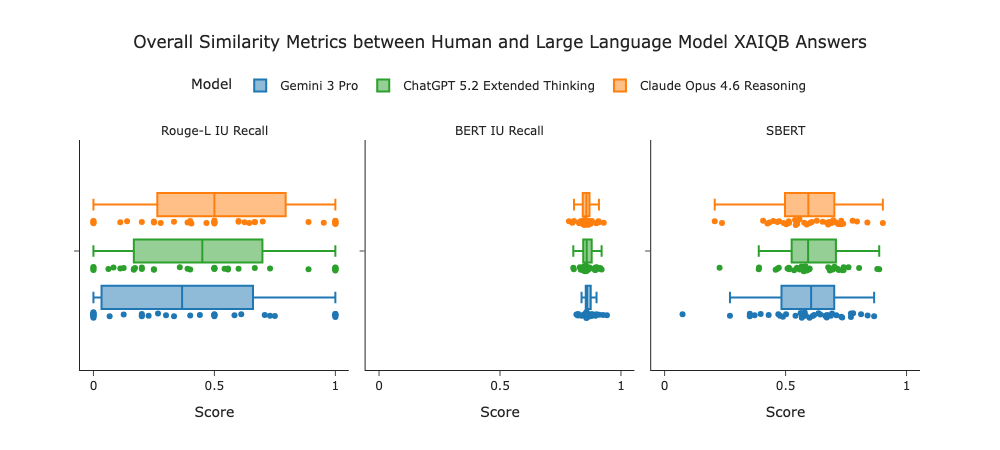 Overall Similarity Metrics between Human and Large Language Model XAIQB Answers
Model Gemini 3 Pro ChatGPT 5.2 Extended Thinking Claude Opus 4.6 Reasoning
Rouge-L IU Recall BERT IU Recall SBERT
0 0.5 1 0 0.5 1 0 0.5 1
Score Score Score